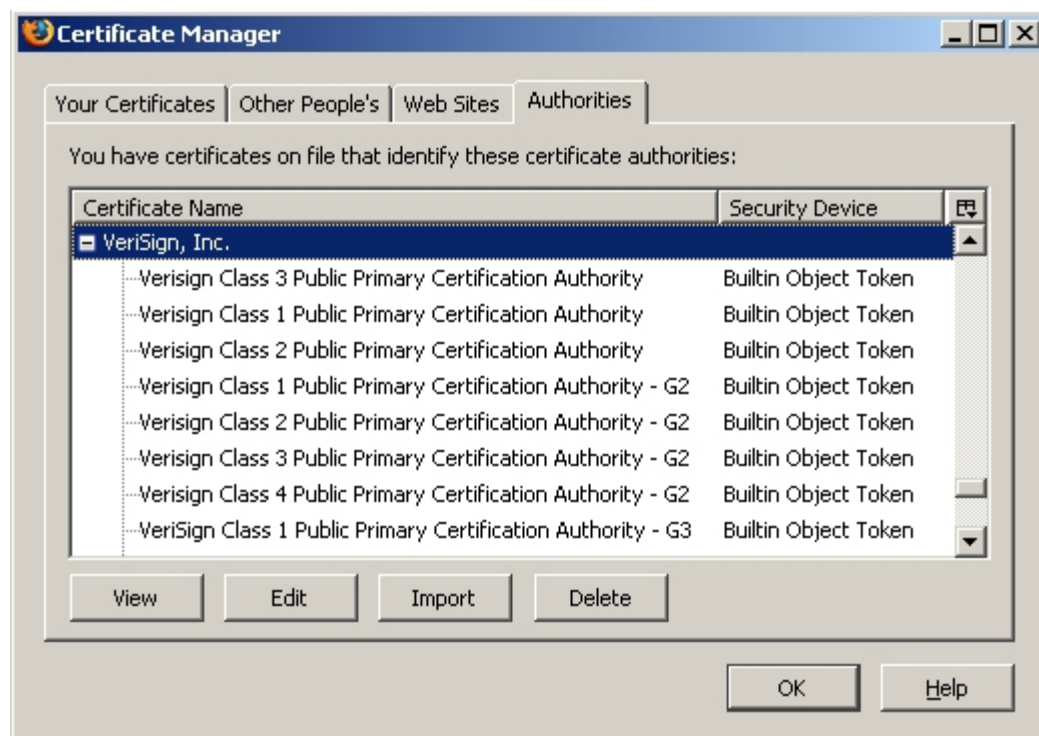 Certificate Manager
Your Certificates Other People's Web Sites Authorities
You have certificates on file that identify these certificate authorities:
Certificate Name Security Device
VeriSign, Inc.
Verisign Class 3 Public Primary Certification Authority Builtin Object Token
Verisign Class 1 Public Primary Certification Authority Builtin Object Token
Verisign Class 2 Public Primary Certification Authority Builtin Object Token
Verisign Class 1 Public Primary Certification Authority - G2 Builtin Object Token
Verisign Class 2 Public Primary Certification Authority - G2 Builtin Object Token
Verisign Class 3 Public Primary Certification Authority - G2 Builtin Object Token
Verisign Class 4 Public Primary Certification Authority - G2 Builtin Object Token
VeriSign Class 1 Public Primary Certification Authority - G3 Builtin Object Token
View Edit Import Delete
OK Help